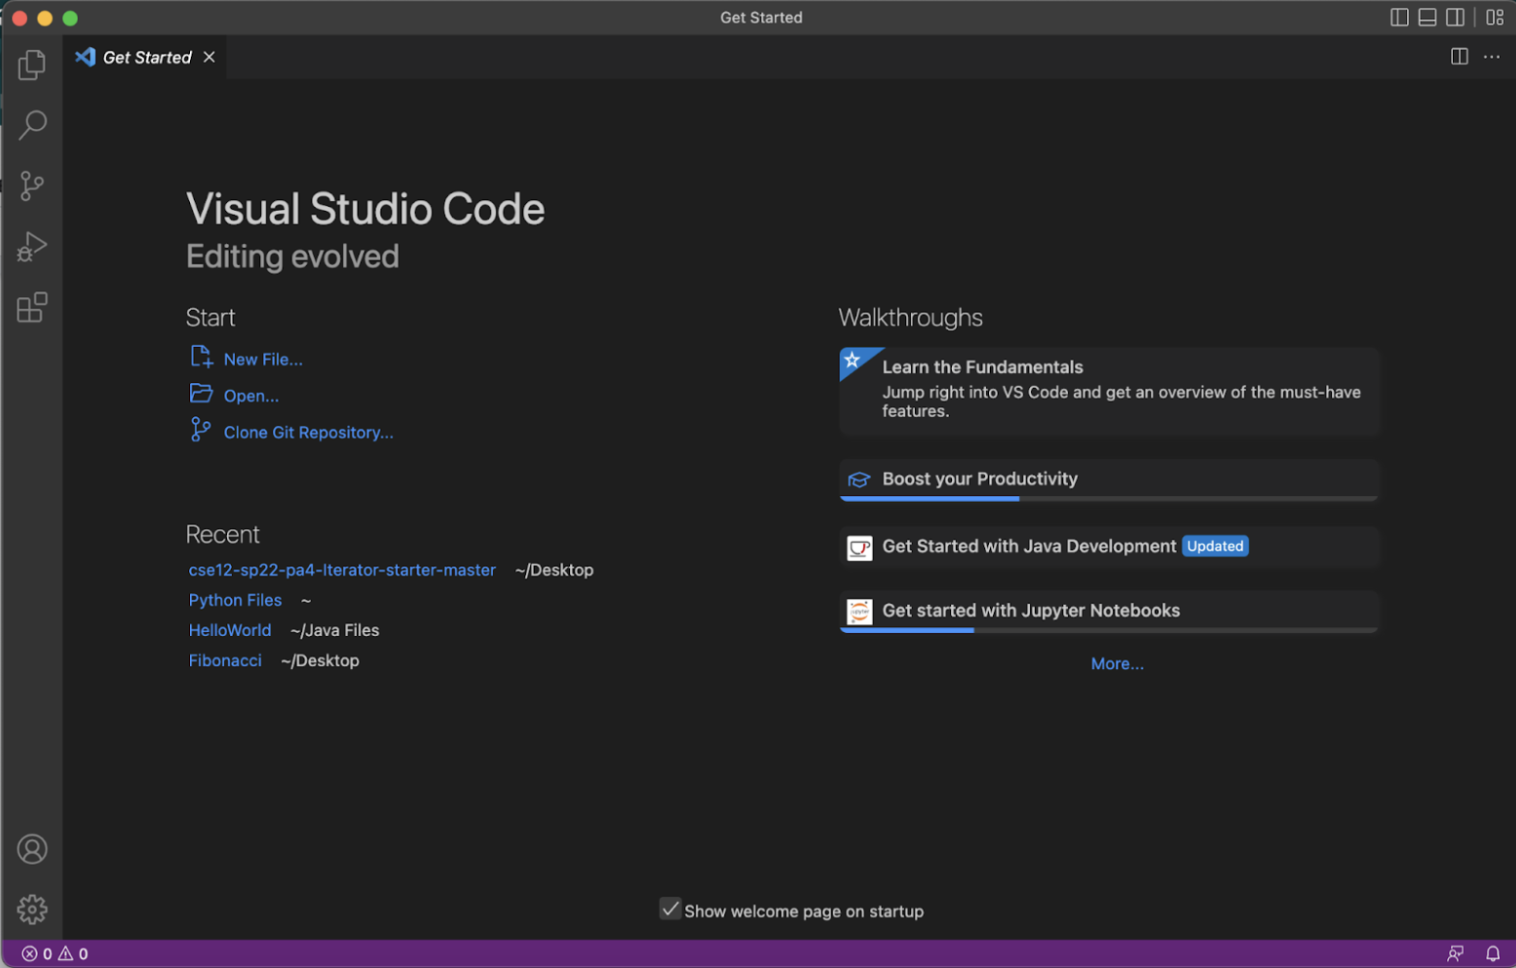 Get Started
Get Started
Visual Studio Code
Editing evolved
Start
New File...
Open...
Clone Git Repository...
Recent
cse12-sp22-pa4-Iterator-starter-master ~/Desktop
Python Files ~
HelloWorld ~/Java Files
Fibonacci ~/Desktop
Walkthroughs
Learn the Fundamentals
Jump right into VS Code and get an overview of the must-have
features.
Boost your Productivity
Get Started with Java Development Updated
Get started with Jupyter Notebooks
More...
Show welcome page on startup
0 0